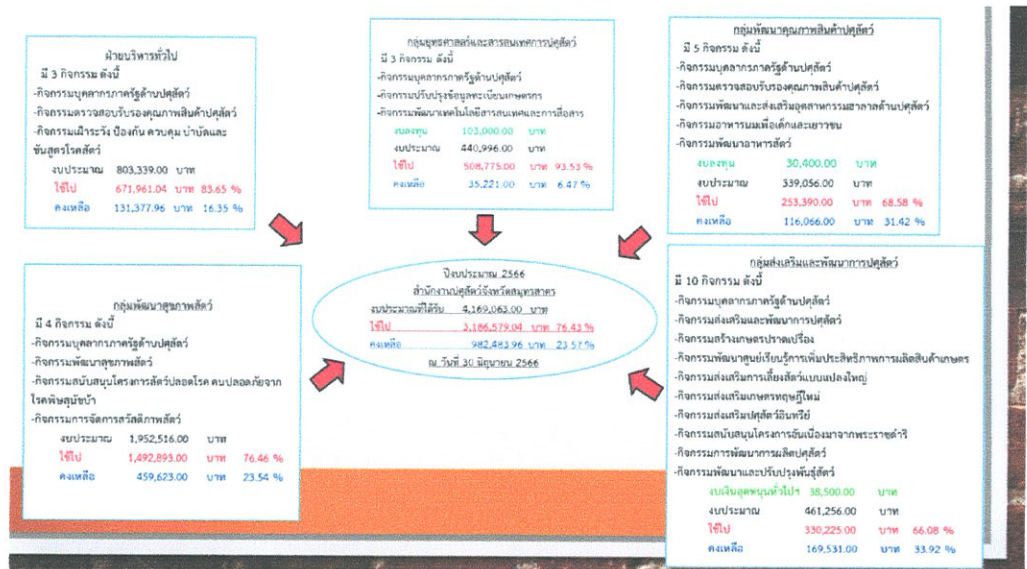 ฝ่ายบริหารทั่วไป
มี 3 กิจกรรม ดังนี้
-กิจกรรมบุคลากรภาครัฐด้านปศุสัตว์
-กิจกรรมตรวจสอบรับรองคุณภาพสินค้าปศุสัตว์
-กิจกรรมเฝ้าระวัง ป้องกัน ควบคุม บำบัดและ
ชันสูตรโรคสัตว์
งบประมาณ 803,339.00 บาท
ใช้ไป 671,961.04 บาท 83.65 %
คงเหลือ 131,377.96 บาท 16.35 %
กลุ่มยุทธศาสตร์และสารสนเทศการปศุสัตว์
มี 3 กิจกรรม ดังนี้
-กิจกรรมบุคลากรภาครัฐด้านปศุสัตว์
-กิจกรรมปรับปรุงข้อมูลทะเบียนเกษตรกร
-กิจกรรมพัฒนาเทคโนโลยีสารสนเทศและการสื่อสาร
งบลงทุน 103,000.00 บาท
งบประมาณ 440,996.00 บาท
ใช้ไป 508,775.00 บาท 93.53 %
คงเหลือ 35,221.00 บาท 6.47 %
กลุ่มพัฒนาคุณภาพสินค้าปศุสัตว์
มี 5 กิจกรรม ดังนี้
-กิจกรรมบุคลากรภาครัฐด้านปศุสัตว์
-กิจกรรมตรวจสอบรับรองคุณภาพสินค้าปศุสัตว์
-กิจกรรมพัฒนาและส่งเสริมอุตสาหกรรมฮาลาลด้านปศุสัตว์
-กิจกรรมอาหารนมเพื่อเด็กและเยาวชน
-กิจกรรมพัฒนาอาหารสัตว์
งบลงทุน 30,400.00 บาท
งบประมาณ 339,056.00 บาท
ใช้ไป 253,390.00 บาท 68.58 %
คงเหลือ 116,066.00 บาท 31.42 %
ปีงบประมาณ 2566
สำนักงานปศุสัตว์จังหวัดสมุทรสาคร
งบประมาณที่ได้รับ 4,169,063.00 บาท
ใช้ไป 3,186,579.04 บาท 76.43 %
คงเหลือ 982,483.96 บาท 23.57 %
ณ วันที่ 30 มิถุนายน 2566
กลุ่มพัฒนาสุขภาพสัตว์
มี 4 กิจกรรม ดังนี้
-กิจกรรมบุคลากรภาครัฐด้านปศุสัตว์
-กิจกรรมพัฒนาสุขภาพสัตว์
-กิจกรรมสนับสนุนโครงการสัตว์ปลอดโรค คนปลอดภัยจาก
โรคพิษสุนัขบ้า
-กิจกรรมการจัดการสวัสดิภาพสัตว์
งบประมาณ 1,952,516.00 บาท
ใช้ไป 1,492,893.00 บาท 76.46 %
คงเหลือ 459,623.00 บาท 23.54 %
กลุ่มส่งเสริมและพัฒนาการปศุสัตว์
มี 10 กิจกรรม ดังนี้
-กิจกรรมบุคลากรภาครัฐด้านปศุสัตว์
-กิจกรรมส่งเสริมและพัฒนาการปศุสัตว์
-กิจกรรมสร้างเกษตรปราดเปรื่อง
-กิจกรรมพัฒนาศูนย์เรียนรู้การเพิ่มประสิทธิภาพการผลิตสินค้าเกษตร
-กิจกรรมส่งเสริมการเลี้ยงสัตว์แบบแปลงใหญ่
-กิจกรรมส่งเสริมเกษตรทฤษฎีใหม่
-กิจกรรมส่งเสริมปศุสัตว์อินทรีย์
-กิจกรรมสนับสนุนโครงการอันเนื่องมาจากพระราชดำริ
-กิจกรรมการพัฒนาการผลิตปศุสัตว์
-กิจกรรมพัฒนาและปรับปรุงพันธุ์สัตว์
งบเงินอุดหนุนทั่วไปฯ 38,500.00 บาท
งบประมาณ 461,256.00 บาท
ใช้ไป 330,225.00 บาท 66.08 %
คงเหลือ 169,531.00 บาท 33.92 %